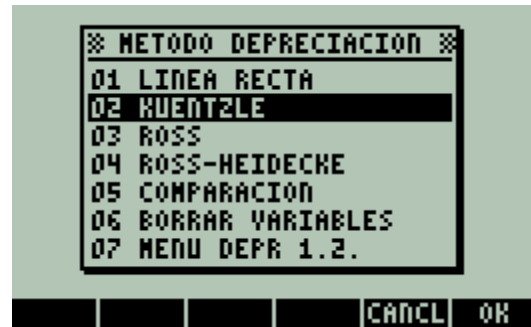 ※ METODO DEPRECIACION ※
01 LINEA RECTA
02 KUENTZLE
03 ROSS
04 ROSS-HEIDECKE
05 COMPARACION
06 BORRAR VARIABLES
07 MENU DEPR 1.2.
CANCL OK